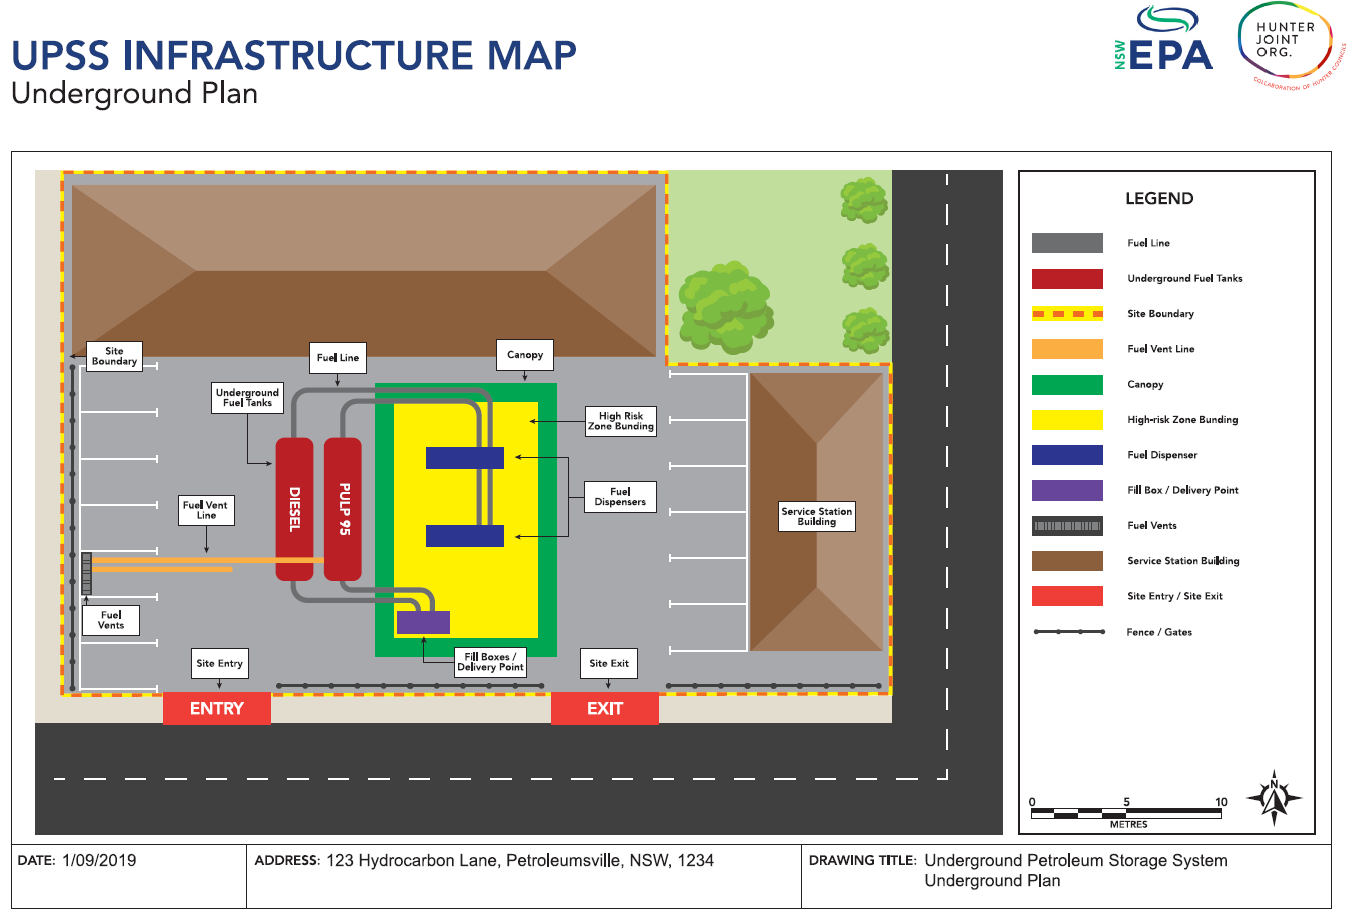 UPSS INFRASTRUCTURE MAP
Underground Plan
NSW EPA
HUNTER
JOINT
ORG.
COLLABORATION OF HUNTER COUNCILS
Site
Boundary
Fuel Line
Canopy
Underground
Fuel Tanks
High Risk
Zone Bunding
DIESEL
PULP 95
Fuel Vent
Line
Fuel
Dispensers
Service Station
Building
Fuel
Vents
Site Entry
Fill Boxes /
Delivery Point
Site Exit
ENTRY
EXIT
LEGEND
Fuel Line
Underground Fuel Tanks
Site Boundary
Fuel Vent Line
Canopy
High-risk Zone Bunding
Fuel Dispenser
Fill Box / Delivery Point
Fuel Vents
Service Station Building
Site Entry / Site Exit
Fence / Gates
0 5 10
METRES
N
DATE: 1/09/2019
ADDRESS: 123 Hydrocarbon Lane, Petroleumsville, NSW, 1234
DRAWING TITLE: Underground Petroleum Storage System
Underground Plan